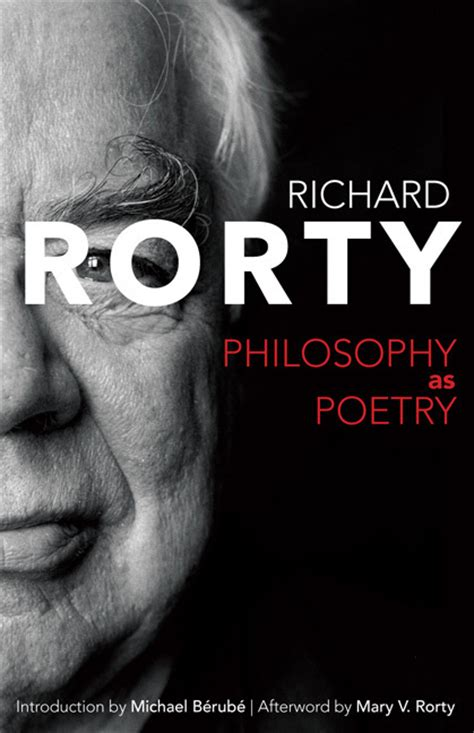 RICHARD
RORTY
PHILOSOPHY
as
POETRY
Introduction by Michael Bérubé | Afterword by Mary V. Rorty